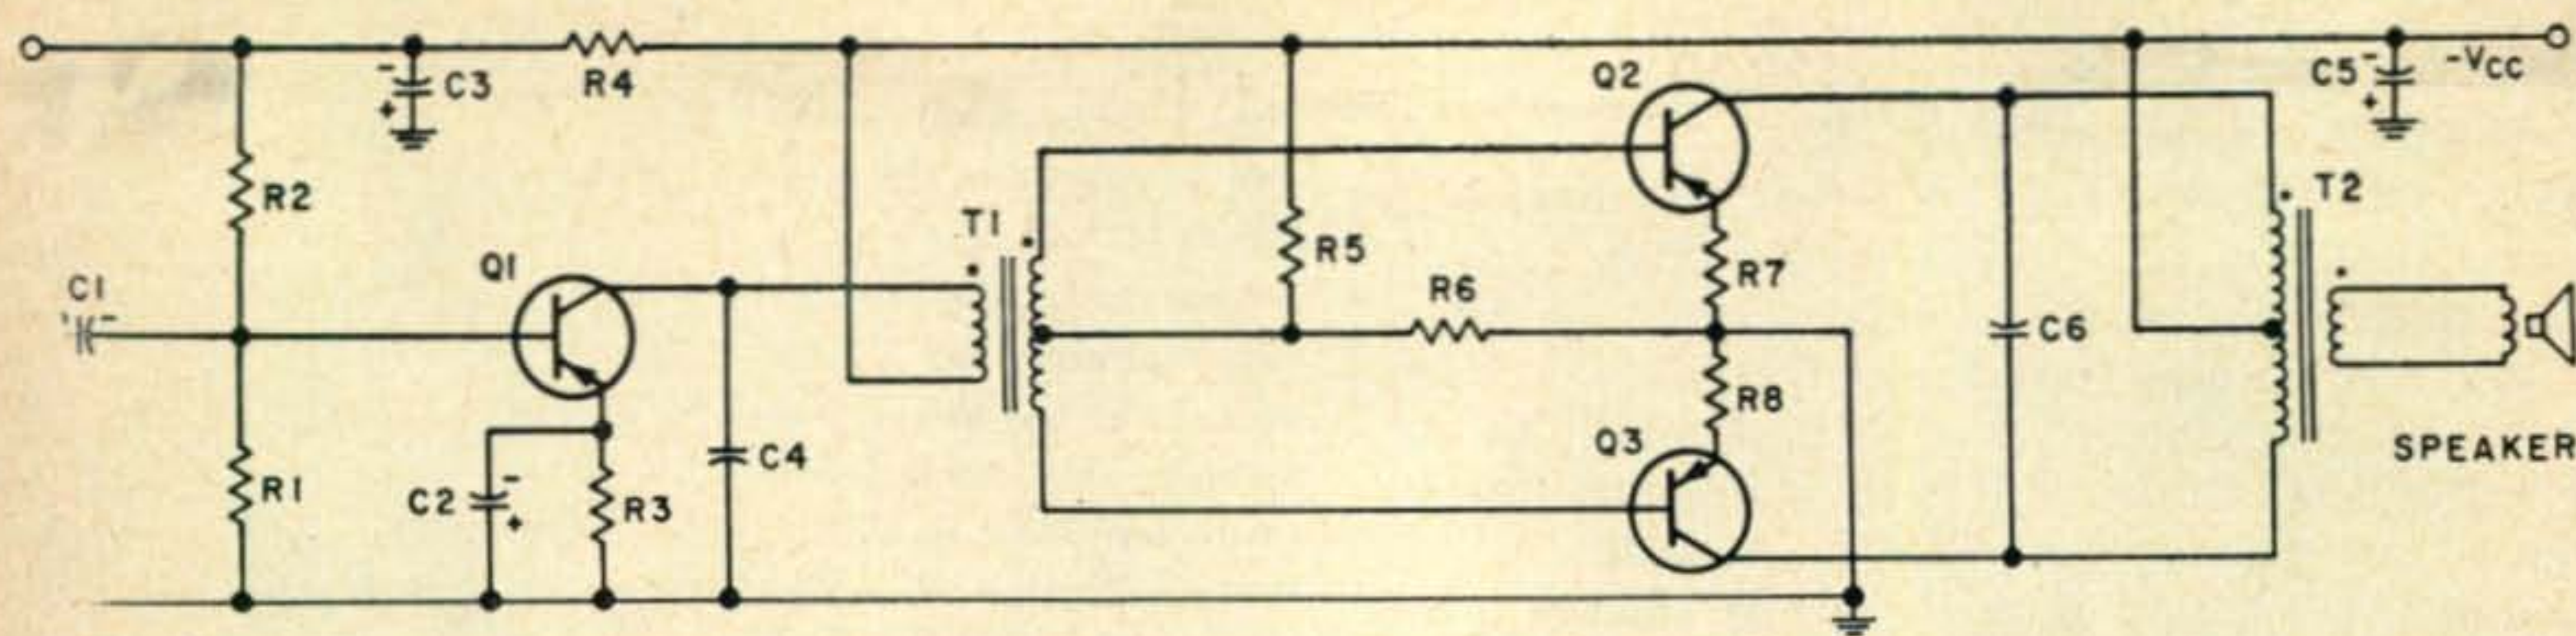 C3
R4
Q2
C5
-VCC
R2
T1
T2
Q1
R5
R7
C1
R6
C6
R8
Q3
SPEAKER
R1
C2
R3
C4